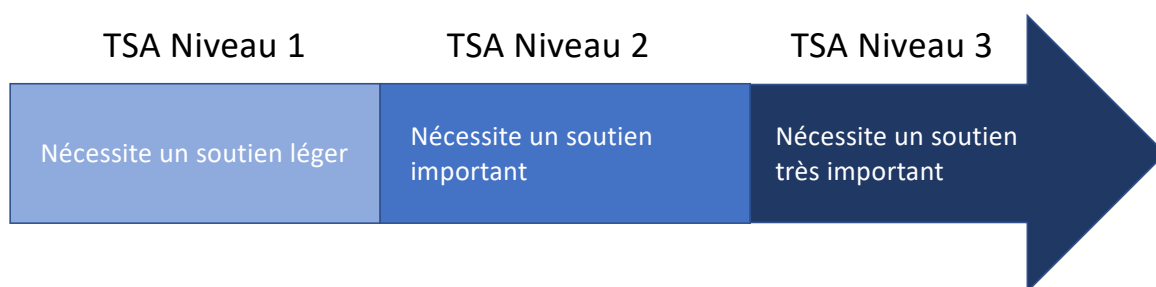 TSA Niveau 1
TSA Niveau 2
TSA Niveau 3
Nécessite un soutien léger
Nécessite un soutien
important
Nécessite un soutien
très important